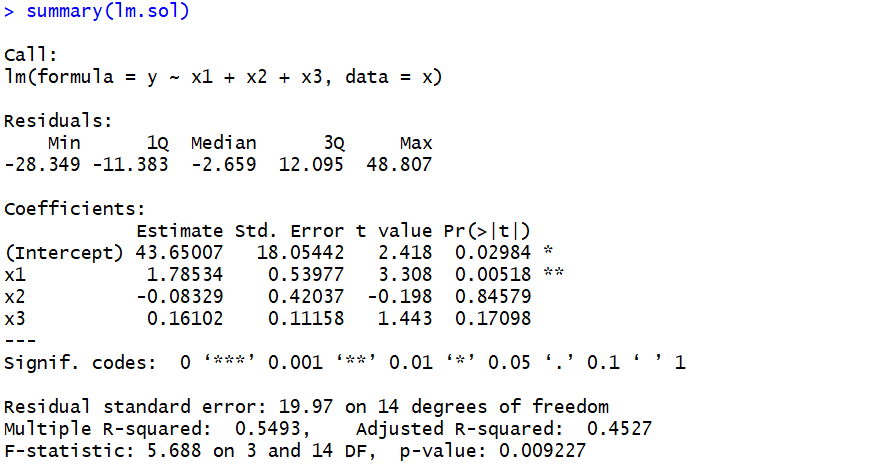 > summary(lm.sol)
Call:
lm(formula = y ~ x1 + x2 + x3, data = x)
Residuals:
    Min      1Q  Median      3Q     Max
-28.349 -11.383  -2.659  12.095  48.807
Coefficients:
            Estimate Std. Error t value Pr(>|t|)
(Intercept) 43.65007   18.05442   2.418  0.02984 *
x1           1.78534    0.53977   3.308  0.00518 **
x2          -0.08329    0.42037  -0.198  0.84579
x3           0.16102    0.11158   1.443  0.17098
---
Signif. codes:  0 ‘***’ 0.001 ‘**’ 0.01 ‘*’ 0.05 ‘.’ 0.1 ‘ ’ 1
Residual standard error: 19.97 on 14 degrees of freedom
Multiple R-squared:  0.5493,    Adjusted R-squared:  0.4527
F-statistic: 5.688 on 3 and 14 DF,  p-value: 0.009227